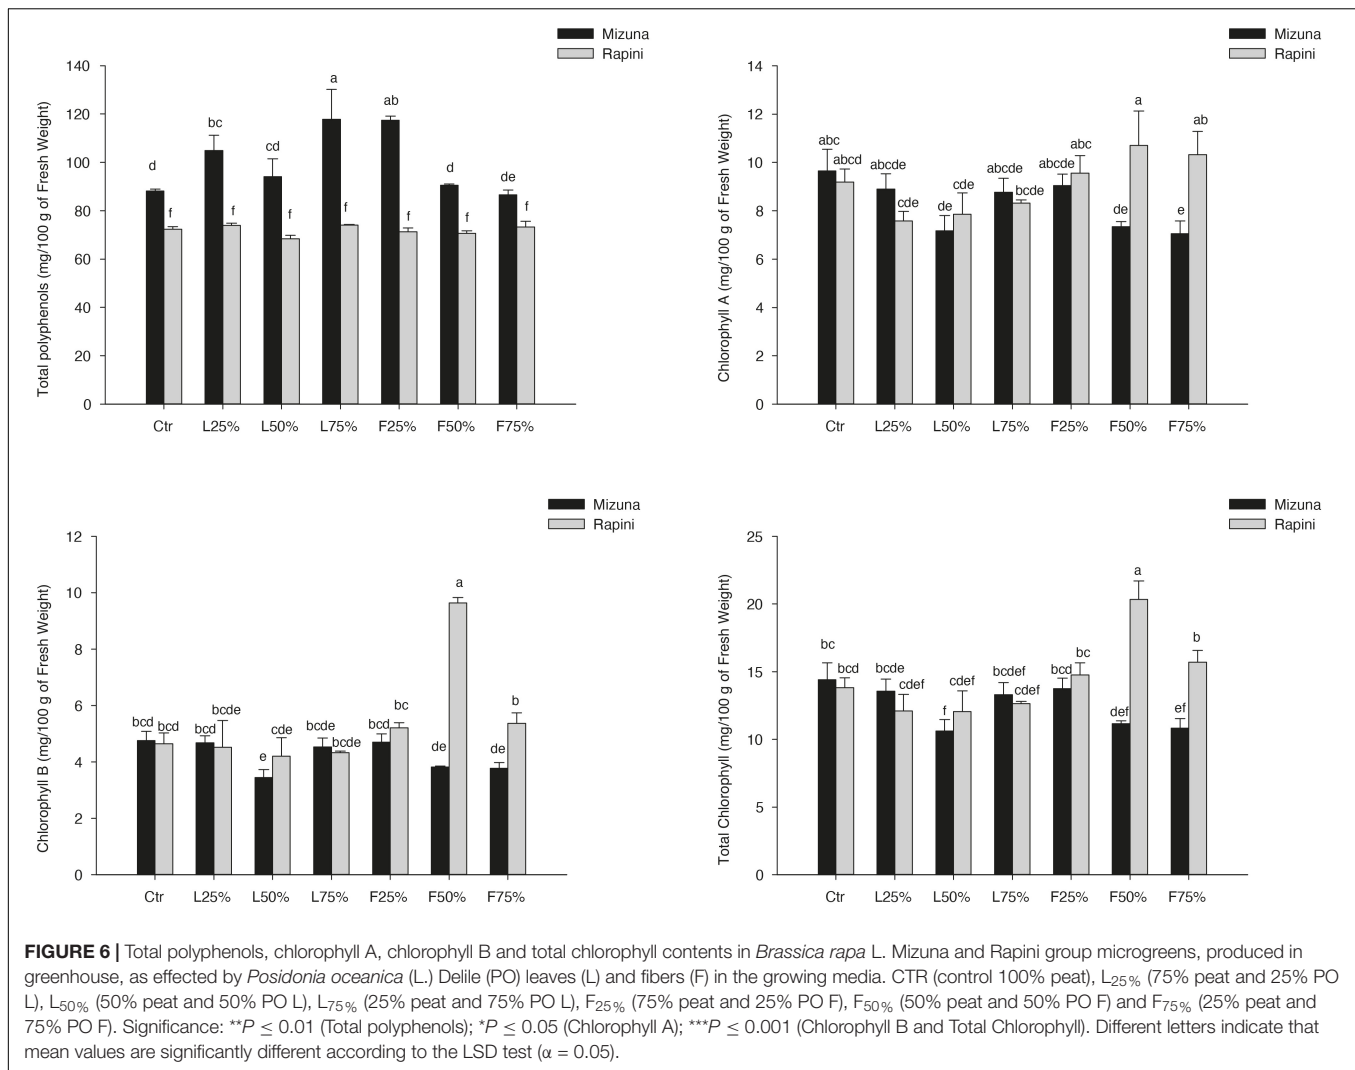 Mizuna
Rapini
Total polyphenols (mg/100 g of Fresh Weight)
140
120
100
80
60
40
20
0
d
f
bc
f
cd
f
a
f
ab
f
d
f
de
f
Ctr L25% L50% L75% F25% F50% F75%
Mizuna
Rapini
Chlorophyll A (mg/100 g of Fresh Weight)
14
12
10
8
6
4
2
0
abc
abcd
abcde
cde
de
cde
abcde
bcde
abcde
abc
de
a
e
ab
Ctr L25% L50% L75% F25% F50% F75%
Mizuna
Rapini
Chlorophyll B (mg/100 g of Fresh Weight)
12
10
8
6
4
2
0
bcd
bcd
bcd
bcde
e
cde
bcde
bcde
bcd
bc
de
a
de
b
Ctr L25% L50% L75% F25% F50% F75%
Mizuna
Rapini
Total Chlorophyll (mg/100 g of Fresh Weight)
25
20
15
10
5
0
bc
bcd
bcde
cdef
f
cdef
bcdef
cdef
bcd
bc
def
a
ef
b
Ctr L25% L50% L75% F25% F50% F75%
FIGURE 6 | Total polyphenols, chlorophyll A, chlorophyll B and total chlorophyll contents in Brassica rapa L. Mizuna and Rapini group microgreens, produced in
greenhouse, as effected by Posidonia oceanica (L.) Delile (PO) leaves (L) and fibers (F) in the growing media. CTR (control 100% peat), L25% (75% peat and 25% PO
L), L50% (50% peat and 50% PO L), L75% (25% peat and 75% PO L), F25% (75% peat and 25% PO F), F50% (50% peat and 50% PO F) and F75% (25% peat and
75% PO F). Significance: **P ≤ 0.01 (Total polyphenols); *P ≤ 0.05 (Chlorophyll A); ***P ≤ 0.001 (Chlorophyll B and Total Chlorophyll). Different letters indicate that
mean values are significantly different according to the LSD test (α = 0.05).